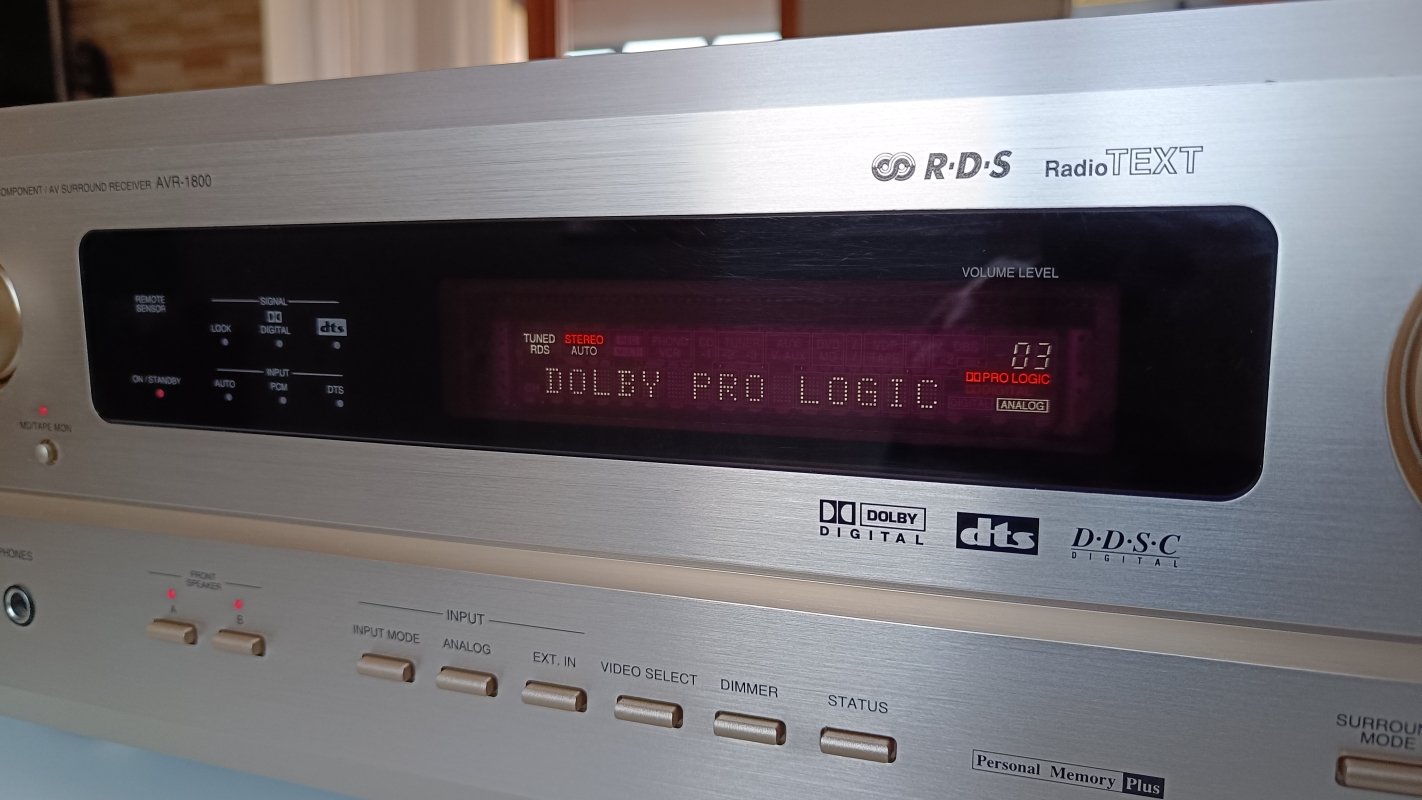 COMPONENT / AV SURROUND RECEIVER AVR-1800
R·D·S RadioTEXT
VOLUME LEVEL
REMOTE
SENSOR
SIGNAL
LOCK
DIGITAL
dts
ON / STANDBY
INPUT
AUTO
PCM
DTS
TUNED STEREO
RDS AUTO
03
PRO LOGIC
DOLBY PRO LOGIC
ANALOG
MD/TAPE MON
DOLBY
DIGITAL
dts
D·D·S·C
DIGITAL
PHONES
FRONT
SPEAKER
A
B
INPUT
INPUT MODE
ANALOG
EXT. IN
VIDEO SELECT
DIMMER
STATUS
Personal Memory Plus
SURROUN
MODE